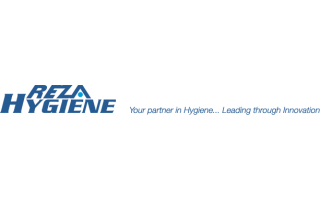 REZA
HYGIENE
Your partner in Hygiene... Leading through Innovation